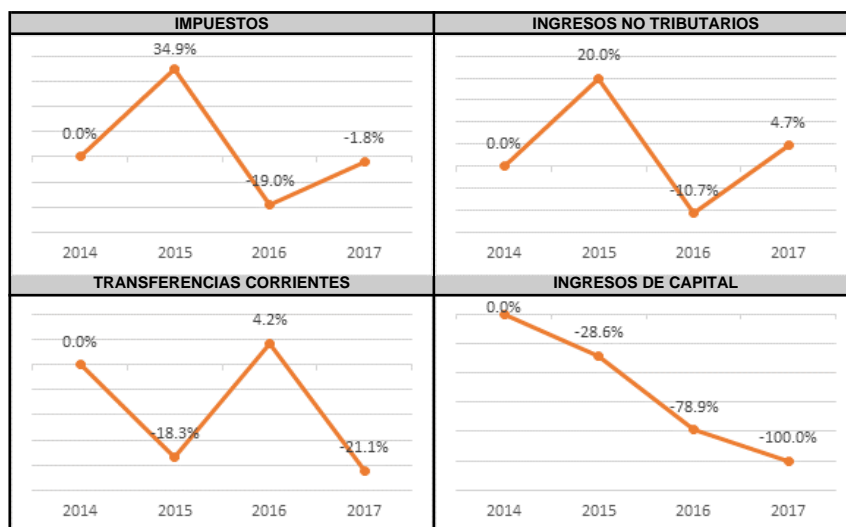 IMPUESTOS
34.9%
0.0%
-1.8%
-19.0%
2014 2015 2016 2017
INGRESOS NO TRIBUTARIOS
20.0%
0.0%
4.7%
-10.7%
2014 2015 2016 2017
TRANSFERENCIAS CORRIENTES
4.2%
0.0%
-18.3%
-21.1%
2014 2015 2016 2017
INGRESOS DE CAPITAL
0.0%
-28.6%
-78.9%
-100.0%
2014 2015 2016 2017